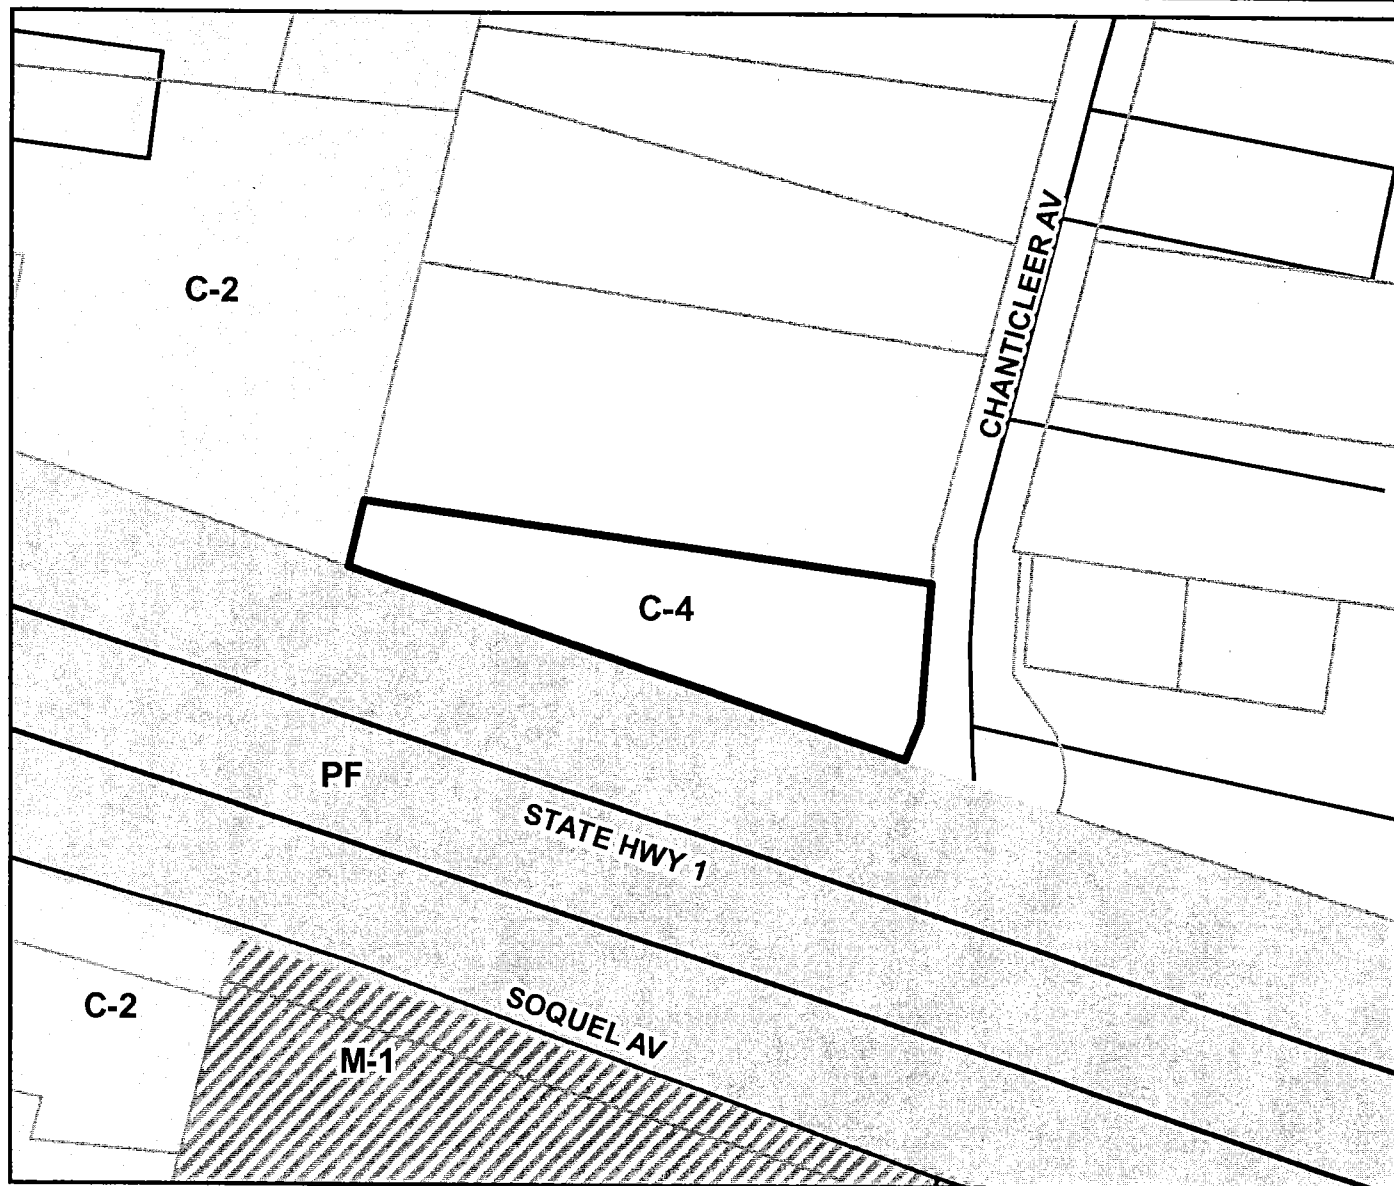 C-2
CHANTICLEER AV
C-4
PF
STATE HWY 1
C-2
SOQUEL AV
M-1